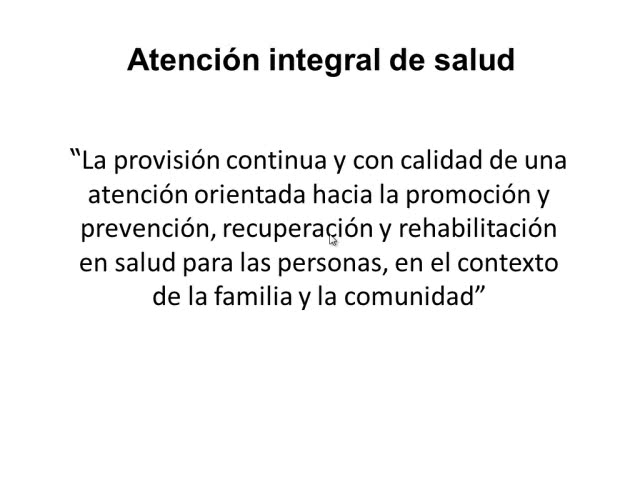 Atención integral de salud
“La provisión continua y con calidad de una
atención orientada hacia la promoción y
prevención, recuperación y rehabilitación
en salud para las personas, en el contexto
de la familia y la comunidad”